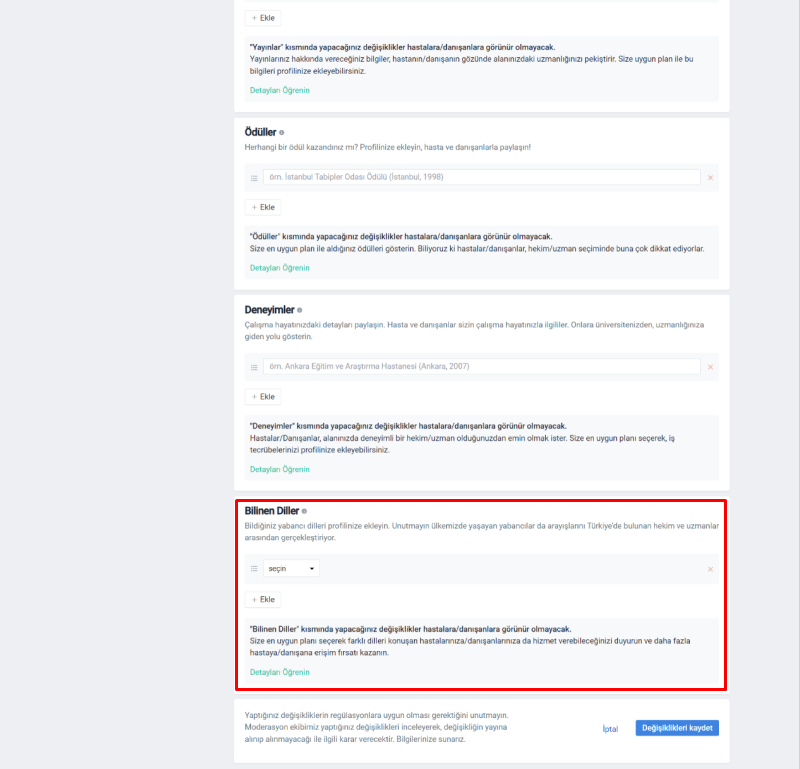 + Ekle
"Yayınlar" kısmında yapacağınız değişiklikler hastalara/danışanlara görünür olmayacak.
Yayınlarınız hakkında vereceğiniz bilgiler, hastanın/danışanın gözünde alanınızdaki uzmanlığınızı pekiştirir. Size uygun plan ile bu
bilgileri profilinize ekleyebilirsiniz.
Detayları Öğrenin
Ödüller
Herhangi bir ödül kazandınız mı? Profilinize ekleyin, hasta ve danışanlarla paylaşın!
örn. İstanbul Tabipler Odası Ödülü (İstanbul, 1998)
+ Ekle
"Ödüller" kısmında yapacağınız değişiklikler hastalara/danışanlara görünür olmayacak.
Size en uygun plan ile aldığınız ödülleri gösterin. Biliyoruz ki hastalar/danışanlar, hekim/uzman seçiminde buna çok dikkat ediyorlar.
Detayları Öğrenin
Deneyimler
Çalışma hayatınızdaki detayları paylaşın. Hasta ve danışanlar sizin çalışma hayatınızla ilgililer. Onlara üniversitenizden, uzmanlığınıza
giden yolu gösterin.
örn. Ankara Eğitim ve Araştırma Hastanesi (Ankara, 2007)
+ Ekle
"Deneyimler" kısmında yapacağınız değişiklikler hastalara/danışanlara görünür olmayacak.
Hastalar/Danışanlar, alanınızda deneyimli bir hekim/uzman olduğunuzdan emin olmak ister. Size en uygun planı seçerek, iş
tecrübelerinizi profilinize ekleyebilirsiniz.
Detayları Öğrenin
Bilinen Diller
Bildiğiniz yabancı dilleri profilinize ekleyin. Unutmayın ülkemizde yaşayan yabancılar da arayışlarını Türkiye'de bulunan hekim ve uzmanlar
arasından gerçekleştiriyor.
seçin
+ Ekle
"Bilinen Diller" kısmında yapacağınız değişiklikler hastalara/danışanlara görünür olmayacak.
Size en uygun planı seçerek farklı dilleri konuşan hastalarınıza/danışanlarınıza da hizmet verebileceğinizi duyurun ve daha fazla
hastaya/danışana erişim fırsatı kazanın.
Detayları Öğrenin
Yaptığınız değişikliklerin regülasyonlara uygun olması gerektiğini unutmayın.
Moderasyon ekibimiz yaptığınız değişiklikleri inceleyerek, değişikliğin yayına
alınıp alınmayacağı ile ilgili karar verecektir. Bilgilerinize sunarız.
İptal
Değişiklikleri kaydet